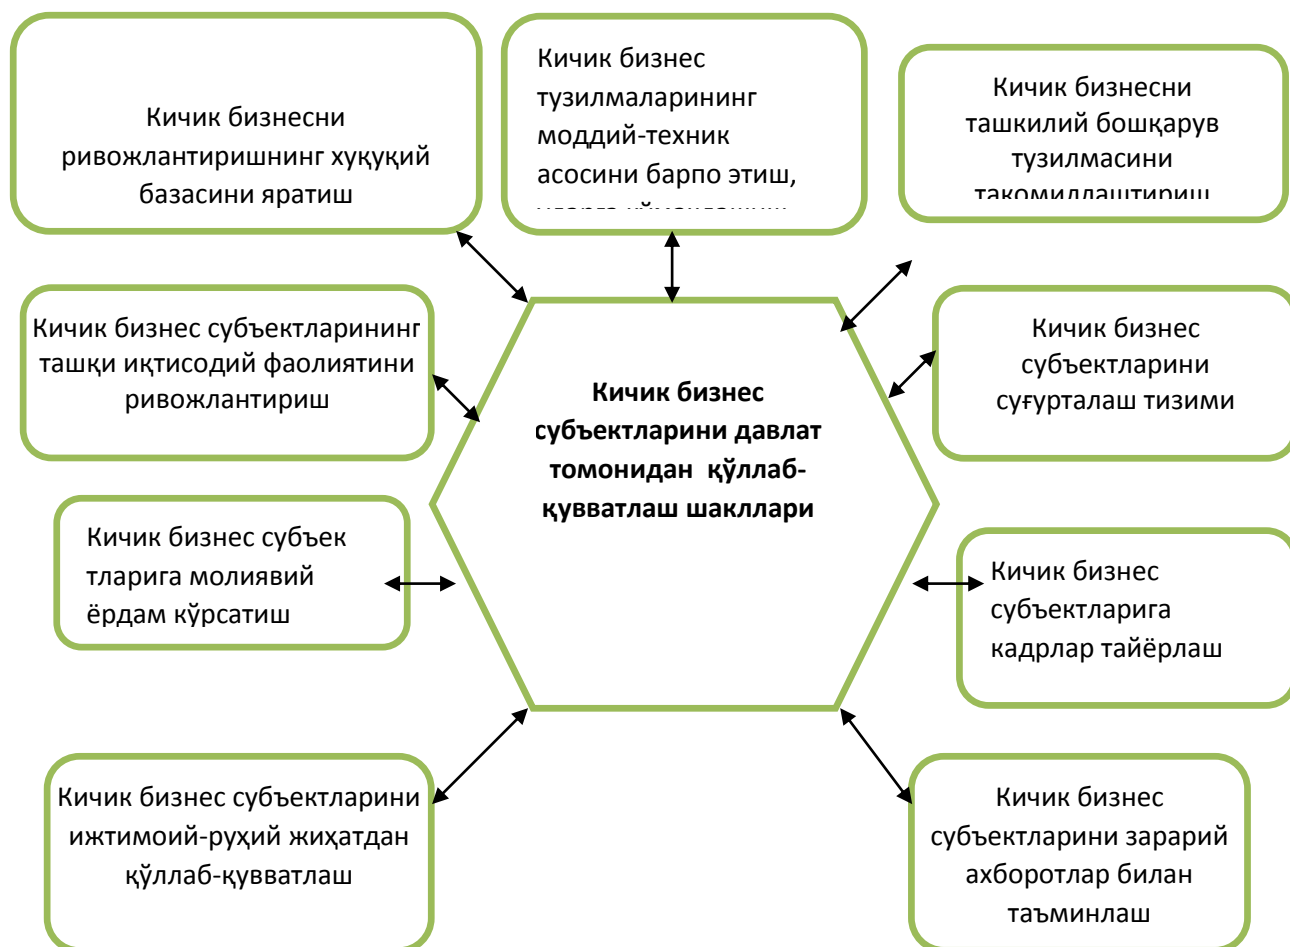 Кичик бизнесни
ривожлантиришнинг хуқуқий
базасини яратиш
Кичик бизнес
тузилмаларининг
моддий-техник
асосини барпо этиш,
Кичик бизнесни
ташкилий бошқарув
тузилмасини
такомиллаштириш
Кичик бизнес субъектларининг
ташқи иқтисодий фаолиятини
ривожлантириш
Кичик бизнес
субъектларини давлат
томонидан қўллаб-
қувватлаш шакллари
Кичик бизнес
субъектларини
суғурталаш тизими
Кичик бизнес субъек
тларига молиявий
ёрдам кўрсатиш
Кичик бизнес
субъектларига
кадрлар тайёрлаш
Кичик бизнес субъектларини
ижтимоий-руҳий жиҳатдан
қўллаб-қувватлаш
Кичик бизнес
субъектларини зарарий
ахборотлар билан
таъминлаш